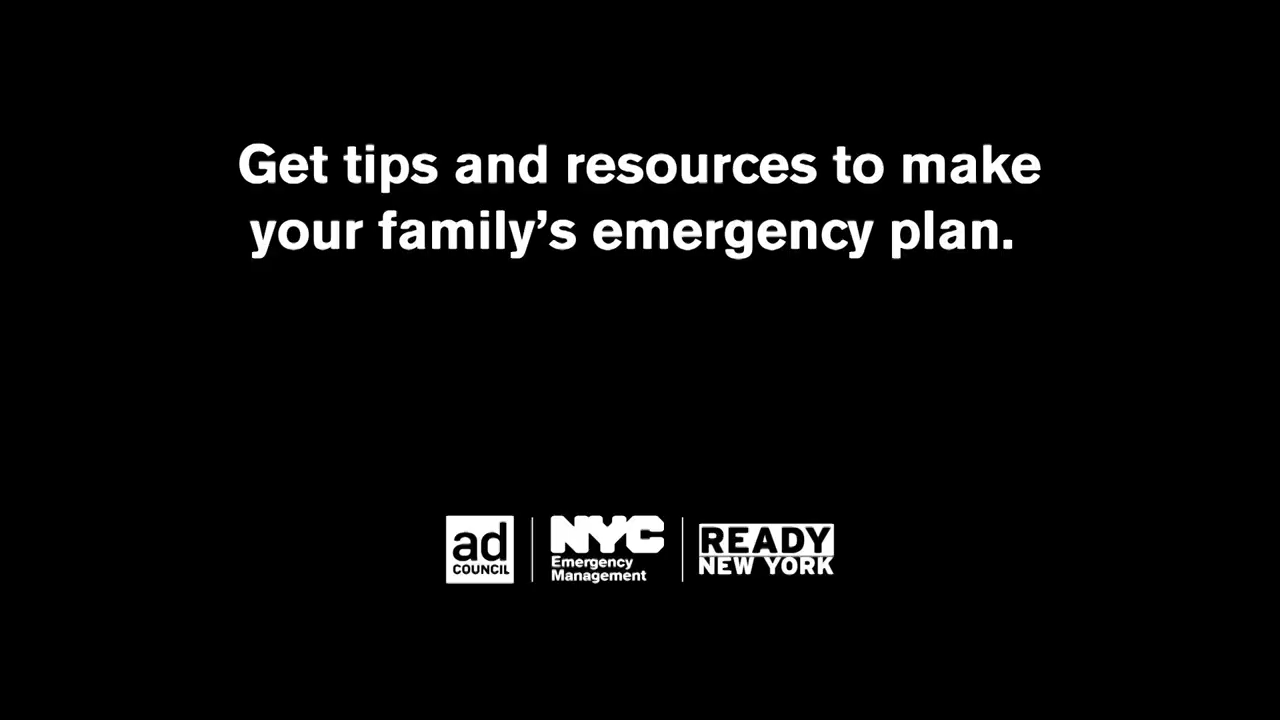 Get tips and resources to make
your family’s emergency plan.
ad
COUNCIL
NYC
Emergency
Management
READY
NEW YORK